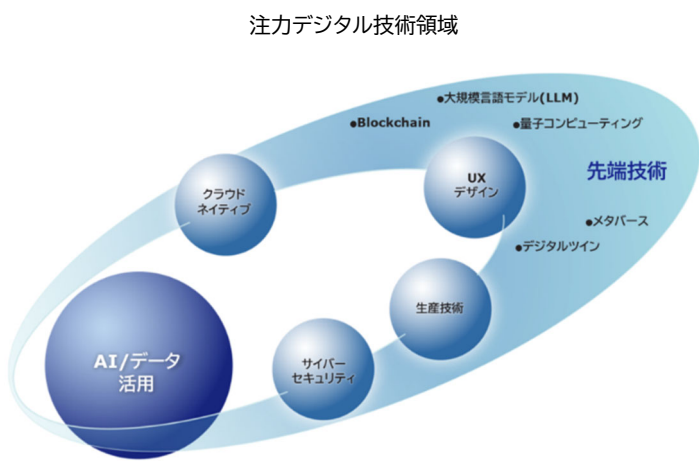 注力デジタル技術領域
●大規模言語モデル(LLM)
●Blockchain
●量子コンピューティング
先端技術
UX
デザイン
クラウド
ネイティブ
●メタバース
●デジタルツイン
生産技術
AI/データ
活用
サイバー
セキュリティ